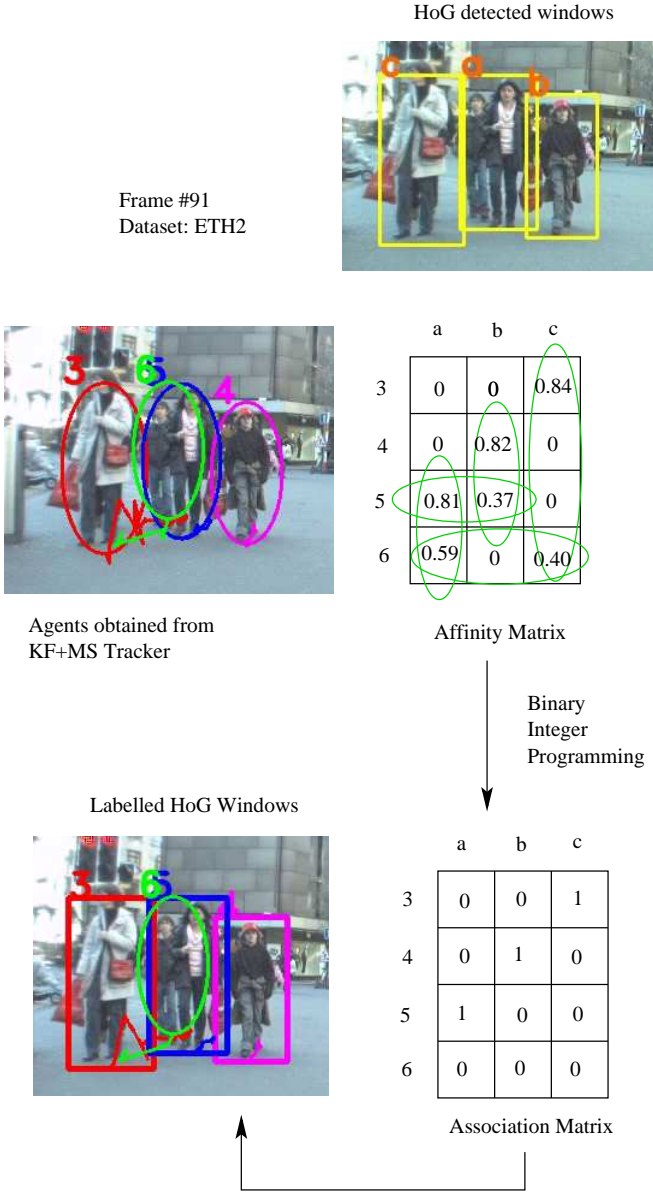 HoG detected windows
c a b
Frame #91
Dataset: ETH2
3 6 5 4
Agents obtained from
KF+MS Tracker
a b c
3 0 0 0.84
4 0 0.82 0
5 0.81 0.37 0
6 0.59 0 0.40
Affinity Matrix
Binary
Integer
Programming
Labelled HoG Windows
3 6 5
a b c
3 0 0 1
4 0 1 0
5 1 0 0
6 0 0 0
Association Matrix